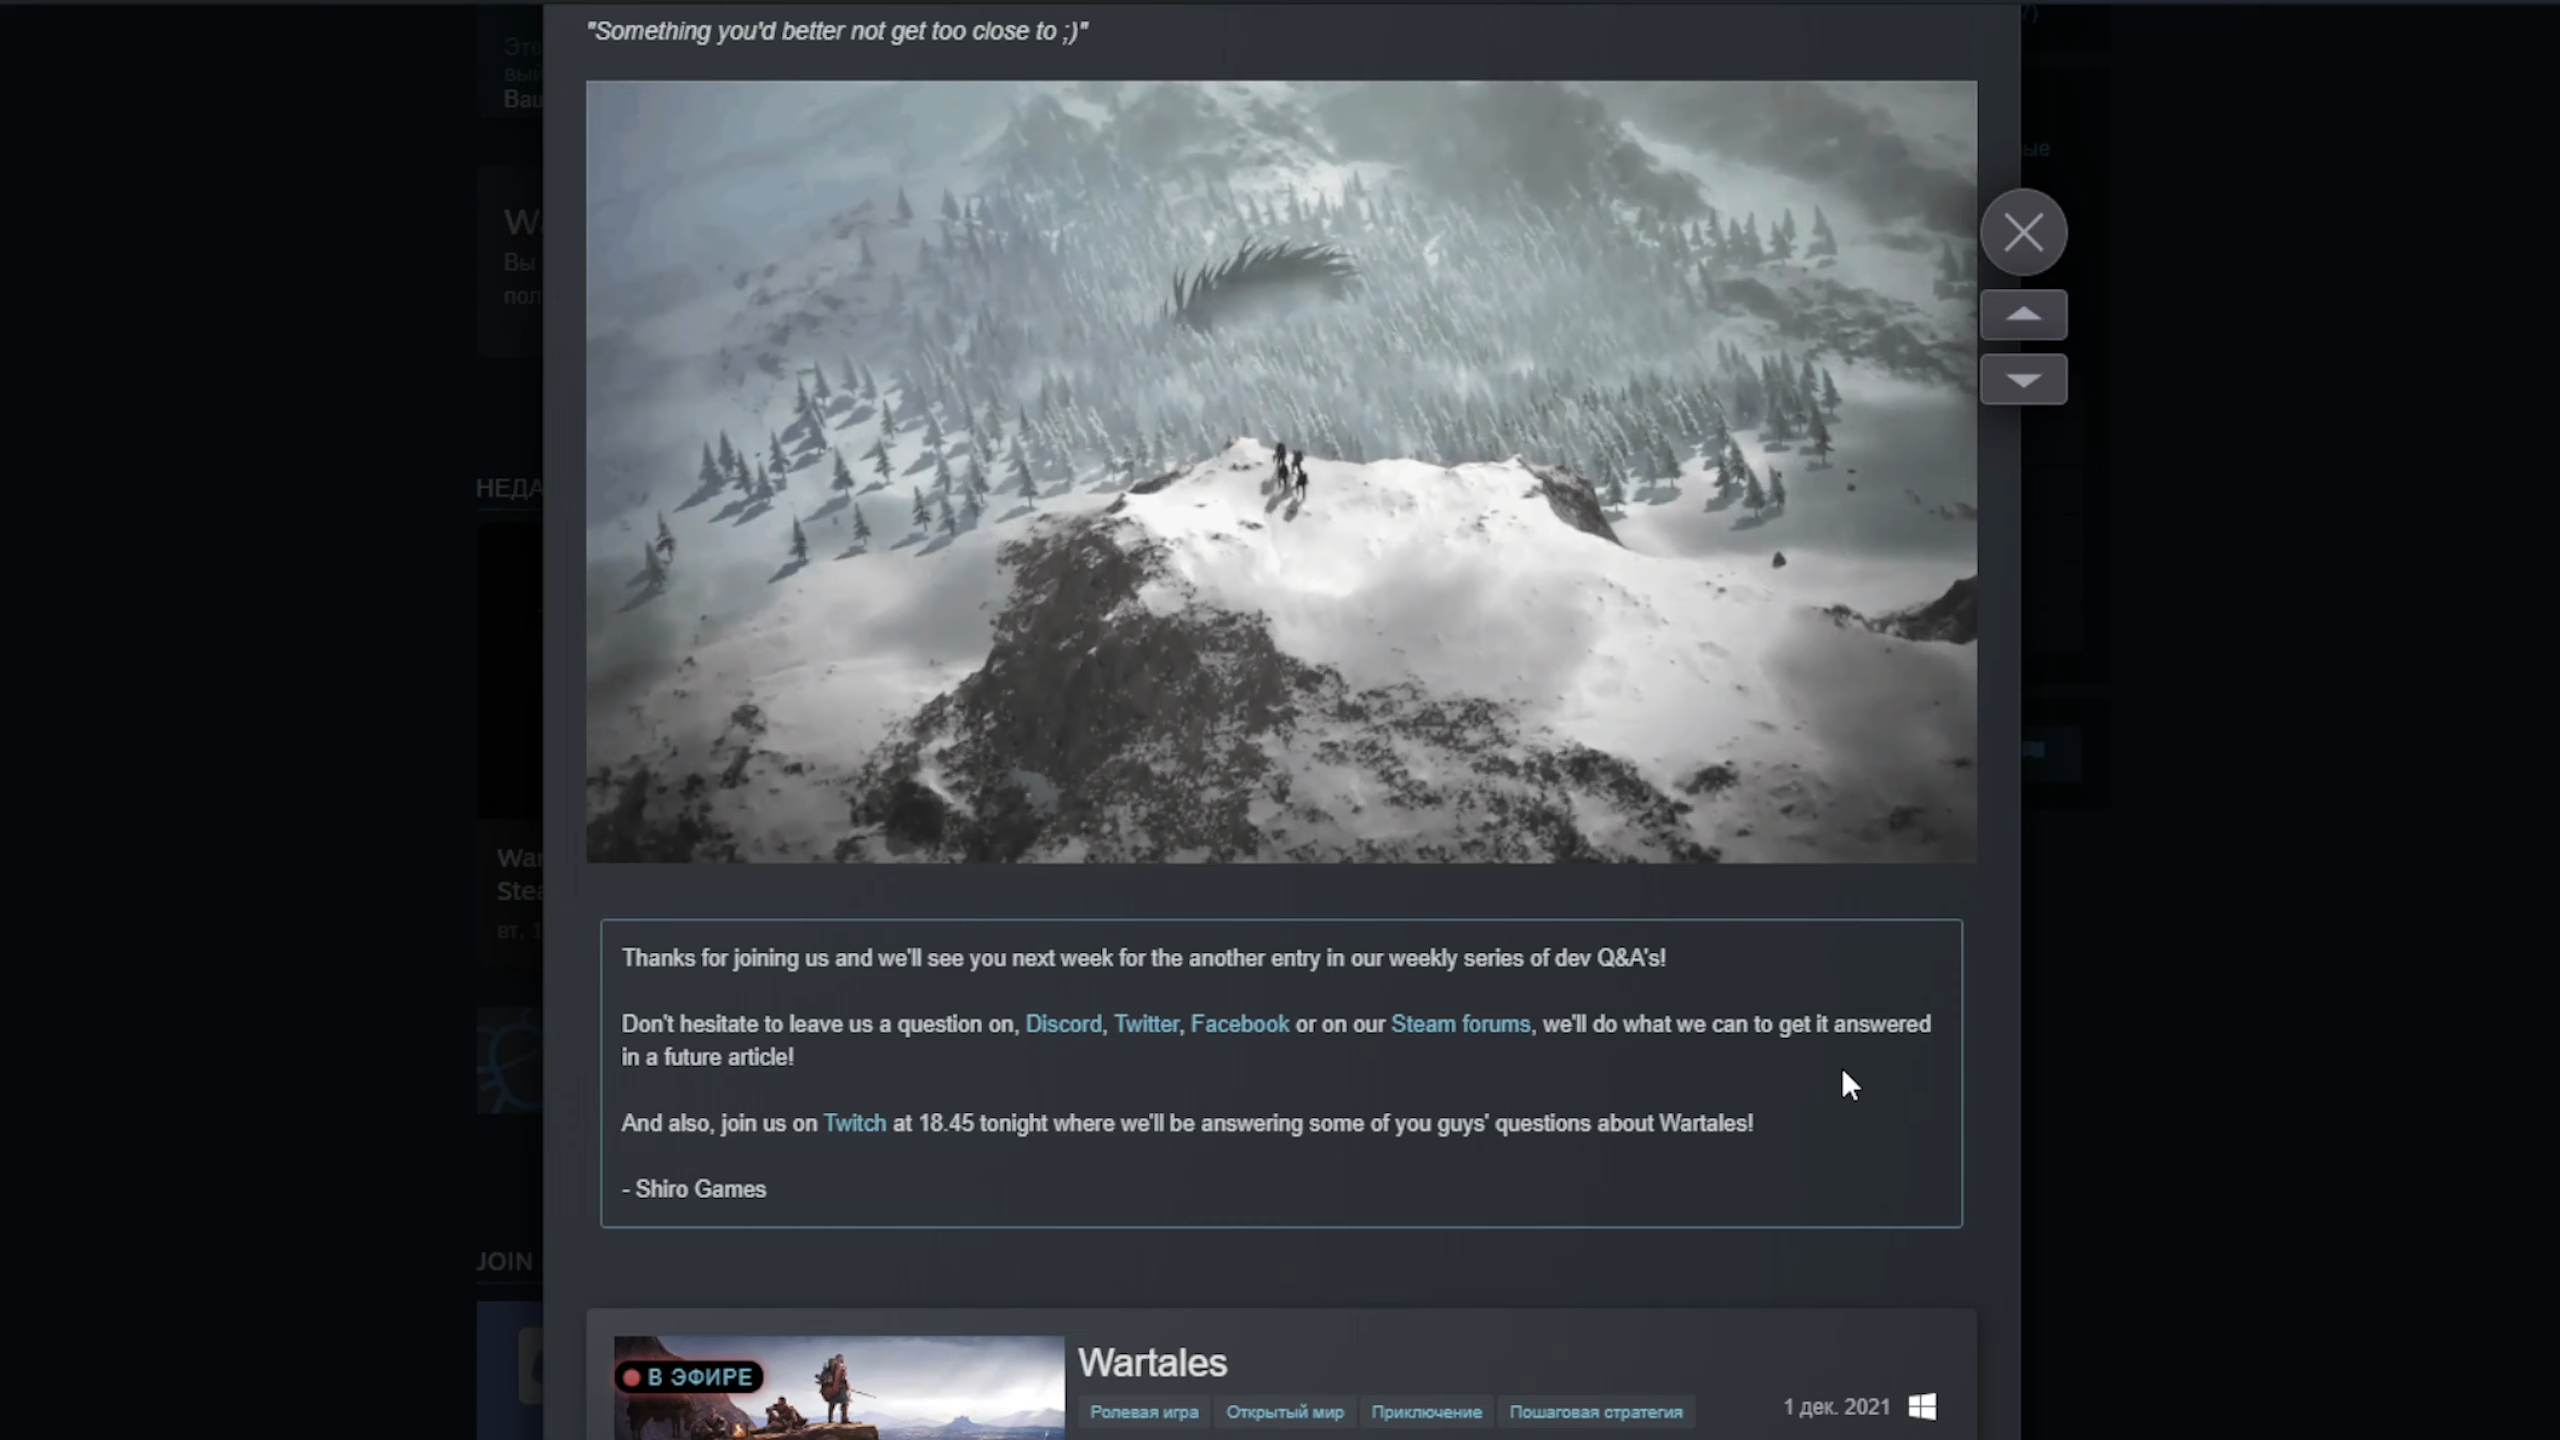 "Something you'd better not get too close to ;)"
Thanks for joining us and we'll see you next week for the another entry in our weekly series of dev Q&A's!
Don't hesitate to leave us a question on, Discord, Twitter, Facebook or on our Steam forums, we'll do what we can to get it answered
in a future article!
And also, join us on Twitch at 18.45 tonight where we'll be answering some of you guys' questions about Wartales!
- Shiro Games
JOIN
В ЭФИРЕ
Wartales
Ролевая игра
Открытый мир
Приключение
Пошаговая стратегия
1 дек. 2021